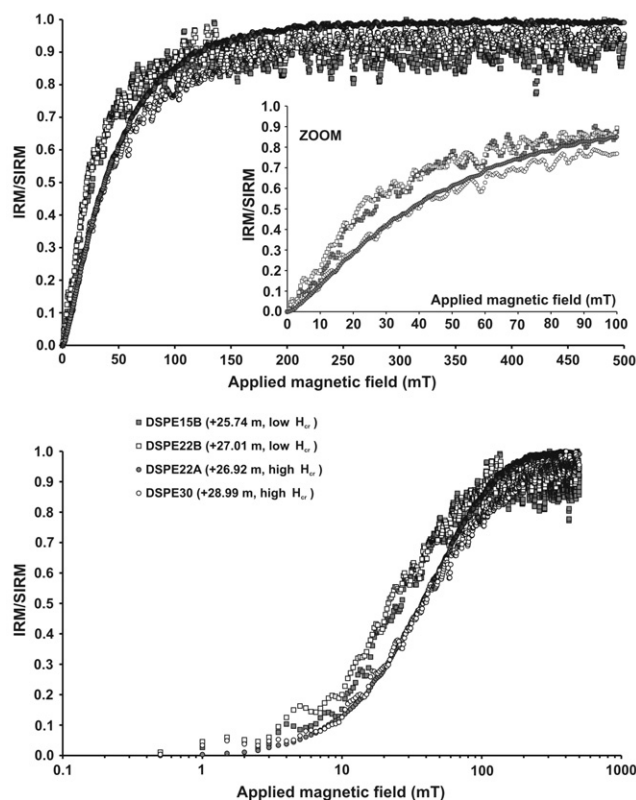 1.0
0.9
0.8
0.7
0.6
0.5
0.4
0.3
0.2
0.1
0.0
IRM/SIRM
0 50 100 150 200 250 300 350 400 450 500
Applied magnetic field (mT)
ZOOM
1.0
0.9
0.8
0.7
0.6
0.5
0.4
0.3
0.2
0.1
0.0
IRM/SIRM
Applied magnetic field (mT)
0 10 20 30 40 50 60 70 80 90 100
DSPE15B (+25.74 m, low Hcr)
DSPE22B (+27.01 m, low Hcr)
DSPE22A (+26.92 m, high Hcr)
DSPE30 (+28.99 m, high Hcr)
1.0
0.9
0.8
0.7
0.6
0.5
0.4
0.3
0.2
0.1
0.0
IRM/SIRM
0.1 1 10 100 1000
Applied magnetic field (mT)